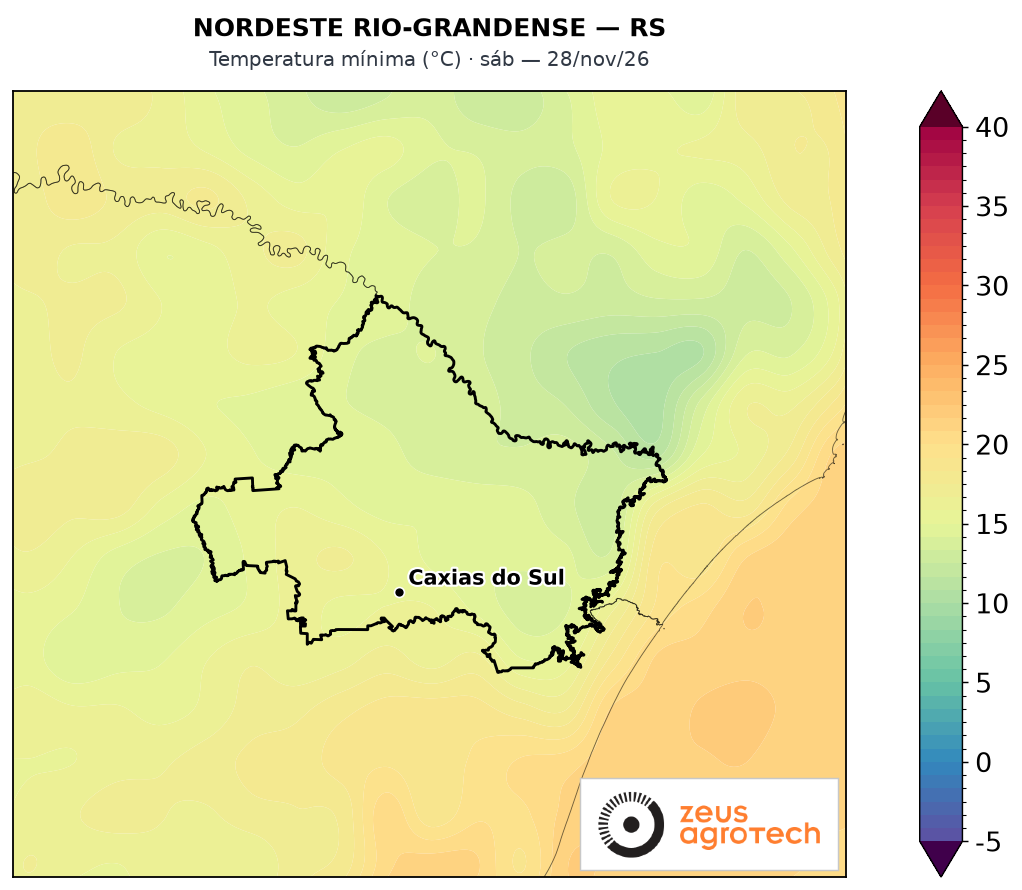 NORDESTE RIO-GRANDENSE — RS
Temperatura mínima (°C) · sáb — 28/nov/26
Caxias do Sul
40
35
30
25
20
15
10
5
0
-5
zeus
agrotech